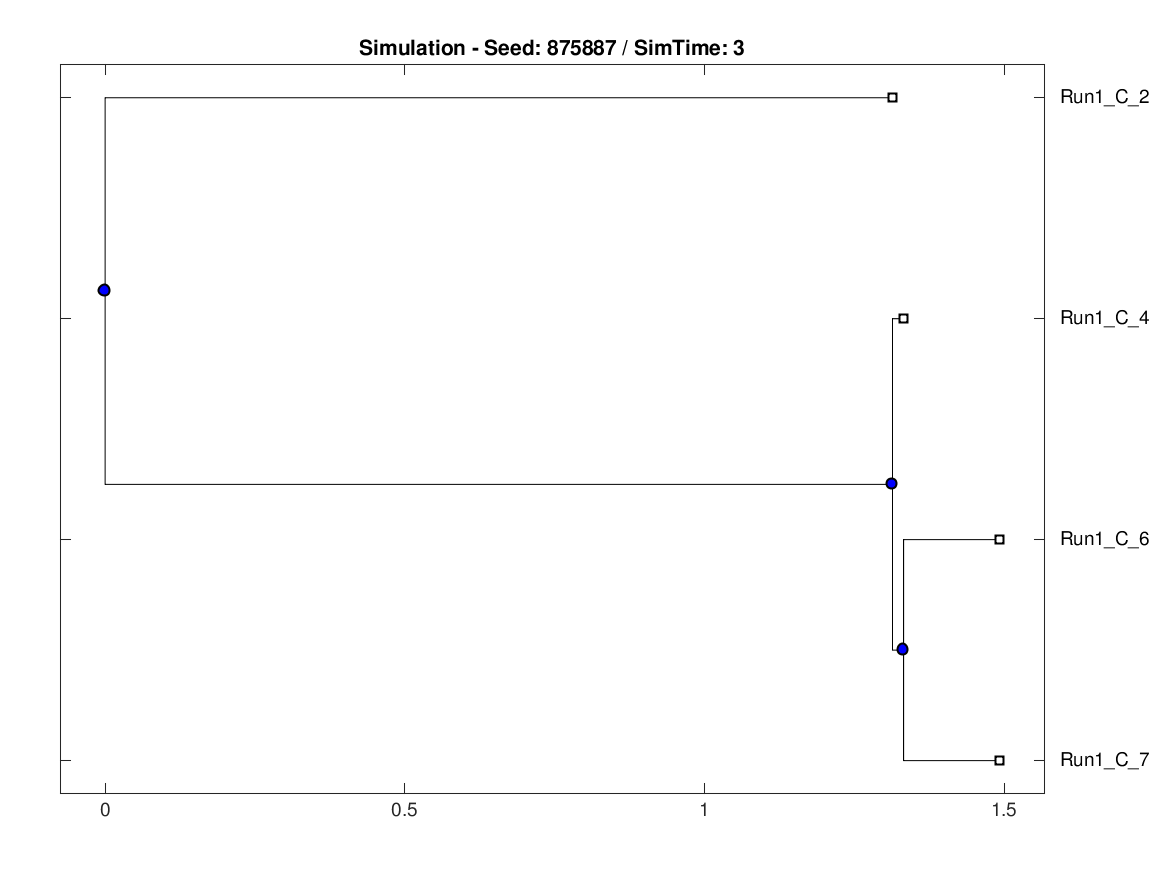 Simulation - Seed: 875887 / SimTime: 3
Run1_C_2
Run1_C_4
Run1_C_6
Run1_C_7
0 0.5 1 1.5